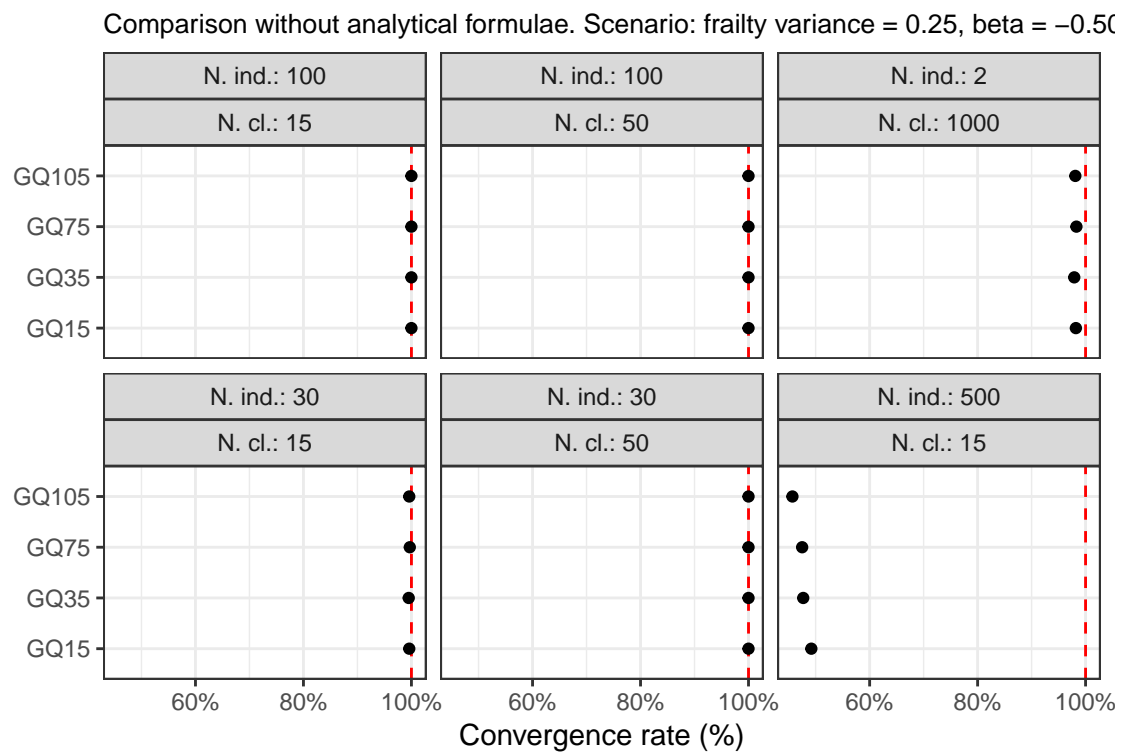 Comparison without analytical formulae. Scenario: frailty variance = 0.25, beta = −0.50
N. ind.: 100
N. ind.: 100
N. ind.: 2
N. cl.: 15
N. cl.: 50
N. cl.: 1000
GQ105
GQ75
GQ35
GQ15
N. ind.: 30
N. ind.: 30
N. ind.: 500
N. cl.: 15
N. cl.: 50
N. cl.: 15
GQ105
GQ75
GQ35
GQ15
60% 80% 100% 60% 80% 100% 60% 80% 100%
Convergence rate (%)